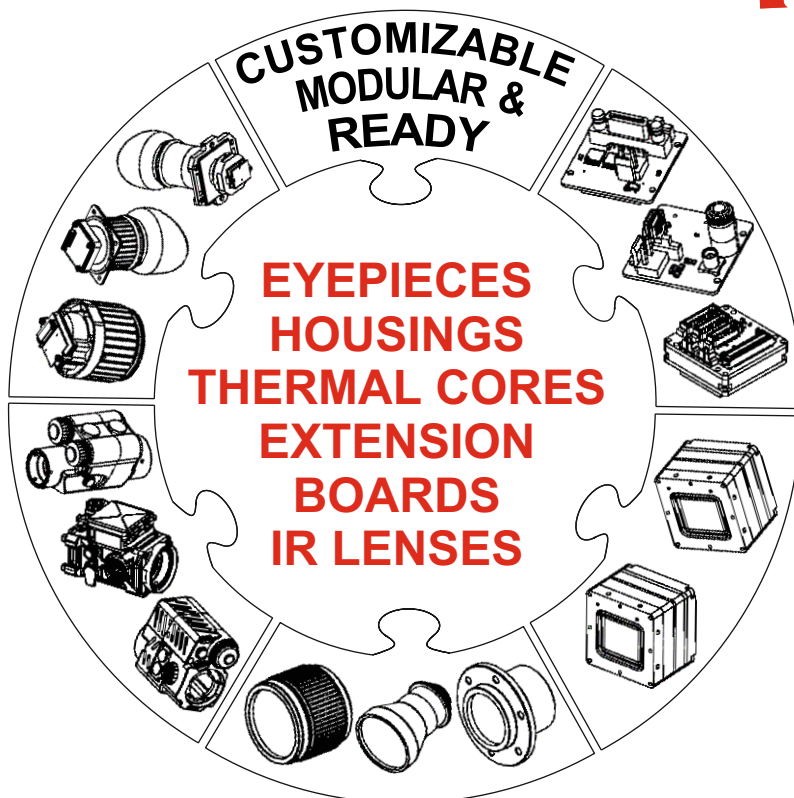 CUSTOMIZABLE
MODULAR &
READY
EYEPIECES
HOUSINGS
THERMAL CORES
EXTENSION
BOARDS
IR LENSES